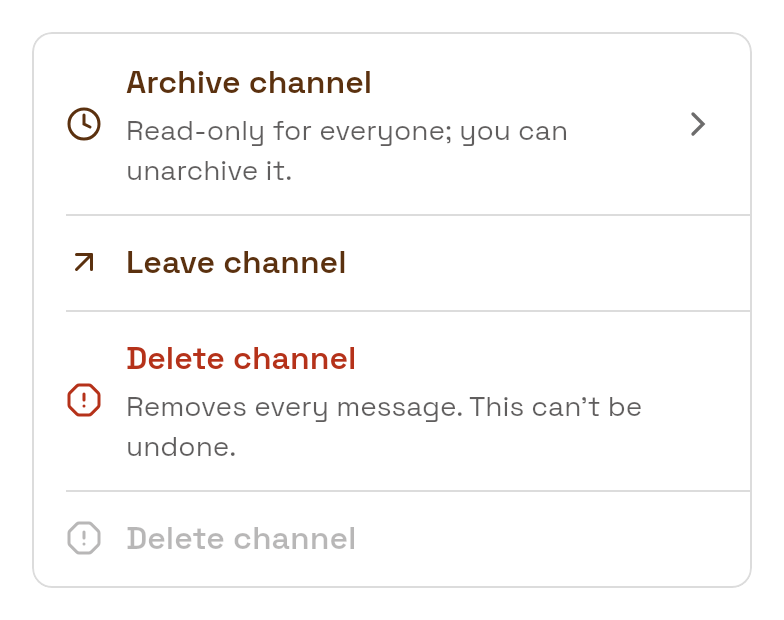 Archive channel
Read-only for everyone; you can
unarchive it.
Leave channel
Delete channel
Removes every message. This can’t be
undone.
Delete channel